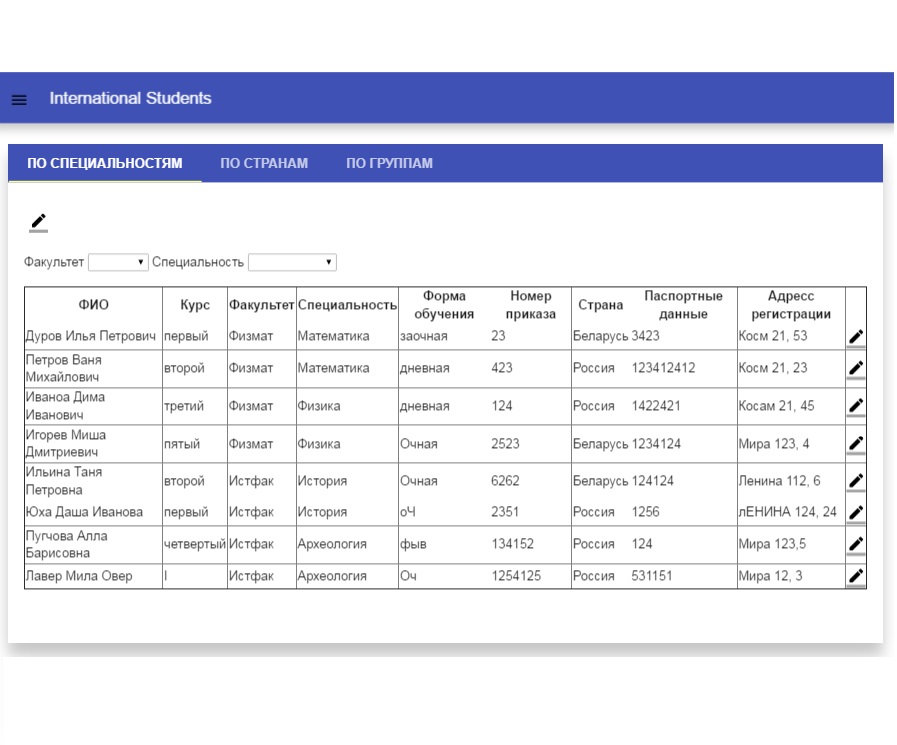 International Students
ПО СПЕЦИАЛЬНОСТЯМ ПО СТРАНАМ ПО ГРУППАМ
Факультет Специальность
ФИО Курс Факультет Специальность Форма обучения Номер приказа Страна Паспортные данные Адресс регистрации
Дуров Илья Петрович первый Физмат Математика заочная 23 Беларусь 3423 Косм 21, 53
Петров Ваня Михайлович второй Физмат Математика дневная 423 Россия 123412412 Косм 21, 23
Иваноа Дима Иванович третий Физмат Физика дневная 124 Россия 1422421 Косам 21, 45
Игорев Миша Дмитриевич пятый Физмат Физика Очная 2523 Беларусь 1234124 Мира 123, 4
Ильина Таня Петровна второй Истфак История Очная 6262 Беларусь 124124 Ленина 112, 6
Юха Даша Иванова первый Истфак История оЧ 2351 Россия 1256 лЕНИНА 124, 24
Пугчова Алла Барисовна четвертый Истфак Археология фыв 134152 Россия 124 Мира 123,5
Лавер Мила Овер I Истфак Археология Оч 1254125 Россия 531151 Мира 12, 3